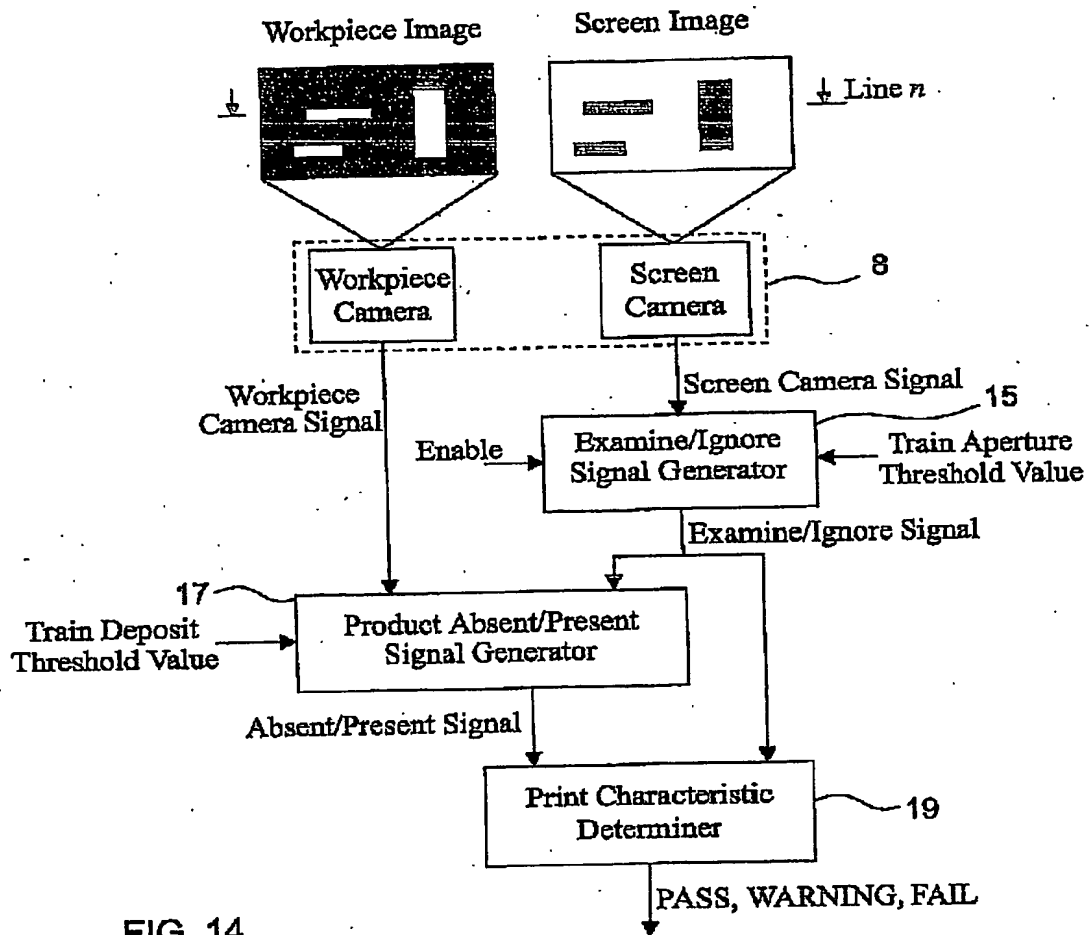 Workpiece Image
Screen Image
Line n
Workpiece
Camera
Screen
Camera
8
Workpiece
Camera Signal
Screen Camera Signal
15
Enable
Examine/Ignore
Signal Generator
Train Aperture
Threshold Value
Examine/Ignore Signal
17
Train Deposit
Threshold Value
Product Absent/Present
Signal Generator
Absent/Present Signal
Print Characteristic
Determiner
19
PASS, WARNING, FAIL
FIG. 14